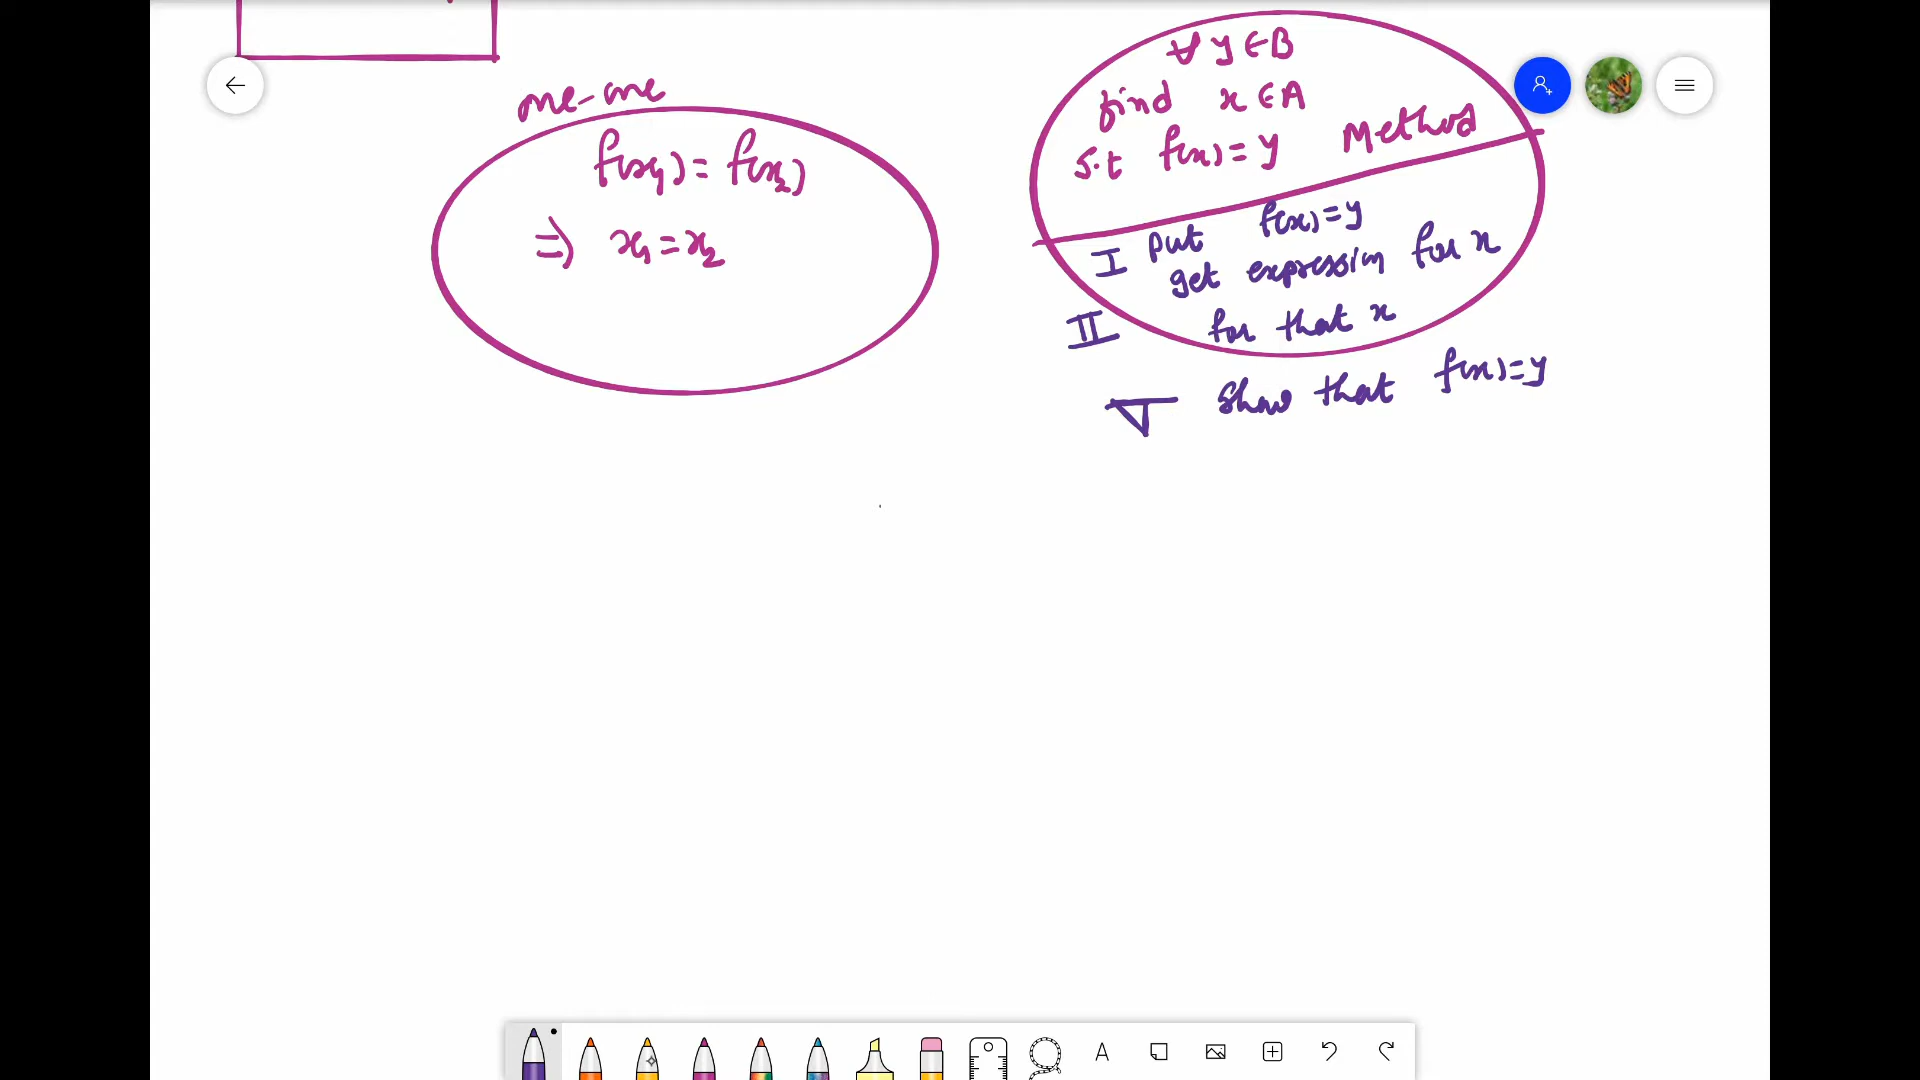 one-one
f(x₁) = f(x₂)
⇒ x₁ = x₂
∀ y ∈ B
find x ∈ A
s.t f(x) = y Method
I put f(x) = y
get expression for x
II for that x
show that f(x) = y
A